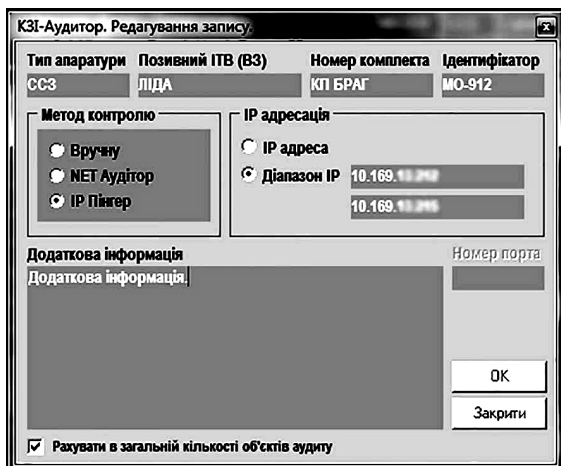 КЗІ-Аудитор. Редагування запису.
Тип апаратури Позивний ІТВ (ВЗ) Номер комплекта Ідентифікатор
ССЗ ЛІДА КП БРАГ МО-912
Метод контролю IP адресація
Вручну IP адреса
NET Аудітор Діапазон IP 10.169.
IP Пінгер 10.169.
Додаткова інформація Номер порта
Додаткова інформація.
OK
Закрити
Рахувати в загальній кількості об'єктів аудиту